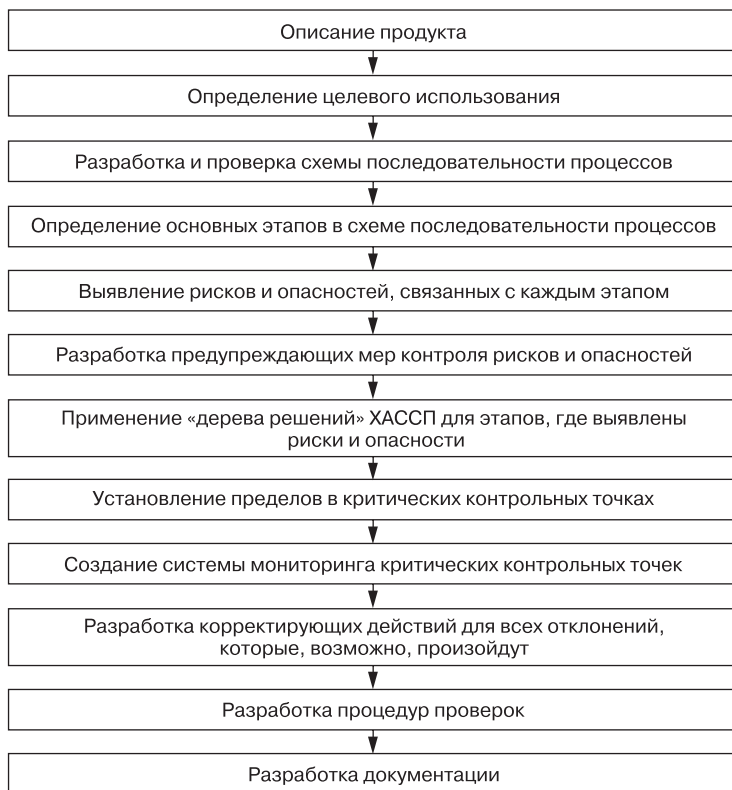 Описание продукта
Определение целевого использования
Разработка и проверка схемы последовательности процессов
Определение основных этапов в схеме последовательности процессов
Выявление рисков и опасностей, связанных с каждым этапом
Разработка предупреждающих мер контроля рисков и опасностей
Применение «дерева решений» ХАССП для этапов, где выявлены
риски и опасности
Установление пределов в критических контрольных точках
Создание системы мониторинга критических контрольных точек
Разработка корректирующих действий для всех отклонений,
которые, возможно, произойдут
Разработка процедур проверок
Разработка документации